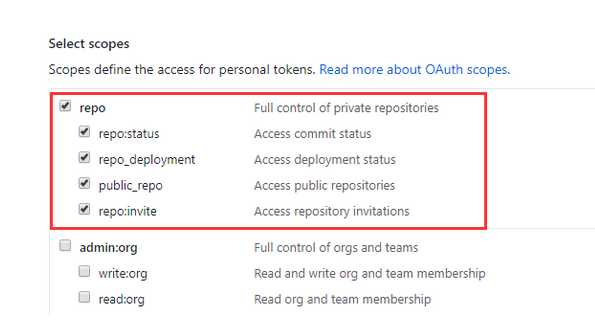 Select scopes
Scopes define the access for personal tokens. Read more about OAuth scopes.
repo Full control of private repositories
repo:status Access commit status
repo_deployment Access deployment status
public_repo Access public repositories
repo:invite Access repository invitations
admin:org Full control of orgs and teams
write:org Read and write org and team membership
read:org Read org and team membership